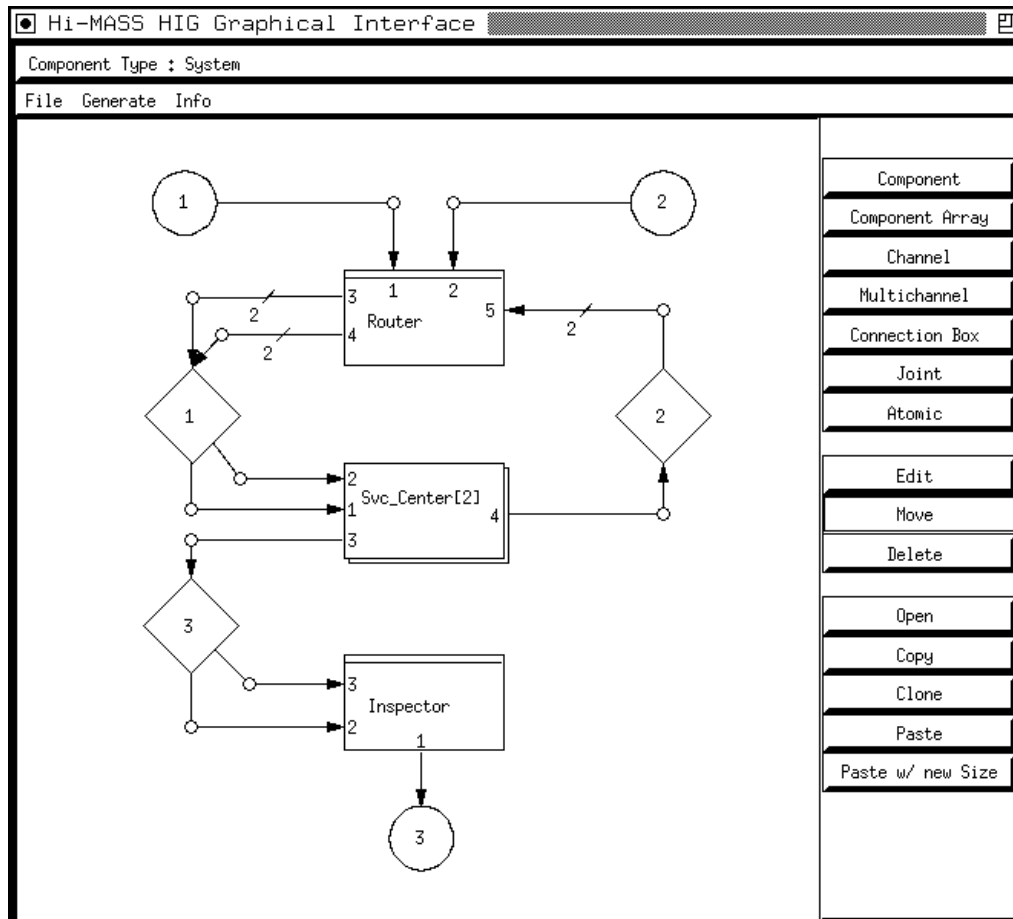 Hi-MASS HIG Graphical Interface
Component Type : System
File Generate Info
1
2
1 2
3
4
5
Router
2
2
2
1
2
2
1
3
4
Svc_Center[2]
3
3
2
1
Inspector
3
Component
Component Array
Channel
Multichannel
Connection Box
Joint
Atomic
Edit
Move
Delete
Open
Copy
Clone
Paste
Paste w/ new Size